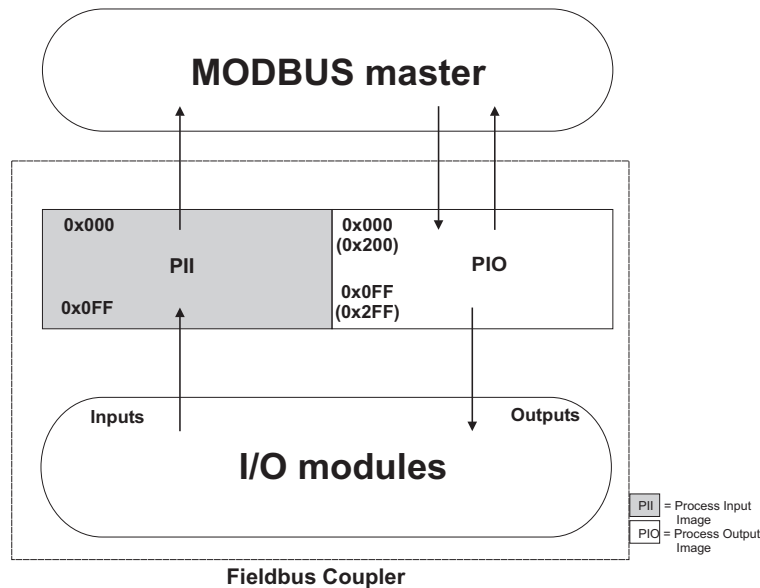 MODBUS master
0x000
0x000
(0x200)
PII
PIO
0x0FF
0x0FF
(0x2FF)
Inputs
Outputs
I/O modules
PII = Process Input
Image
PIO = Process Output
Image
Fieldbus Coupler